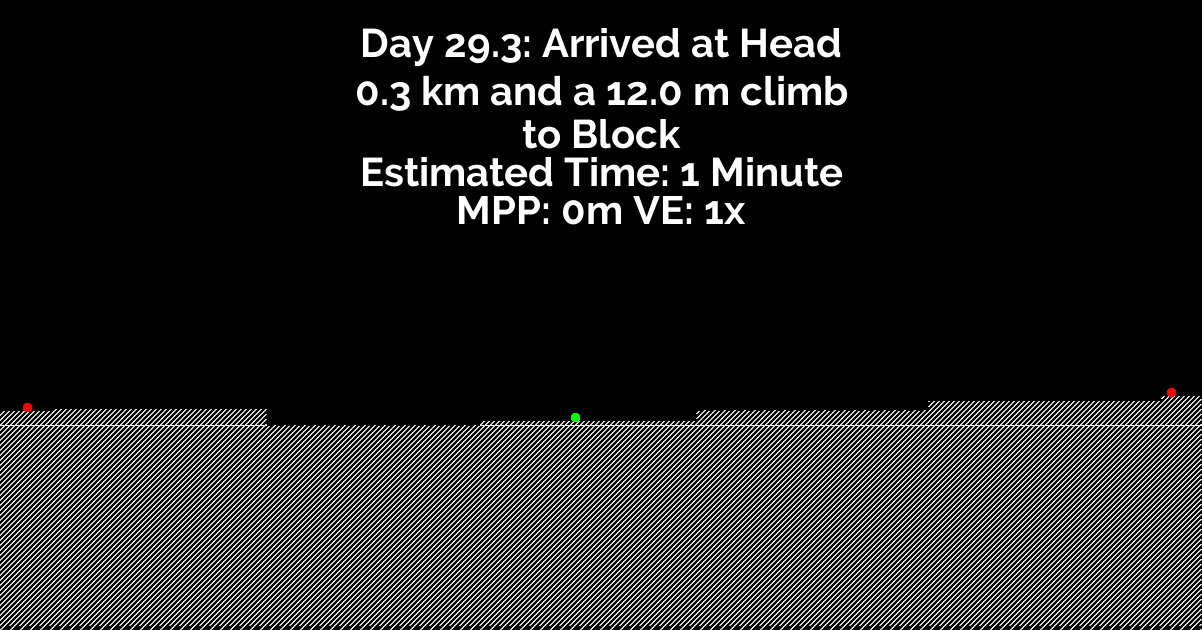 Day 29.3: Arrived at Head
0.3 km and a 12.0 m climb
to Block
Estimated Time: 1 Minute
MPP: 0m VE: 1x